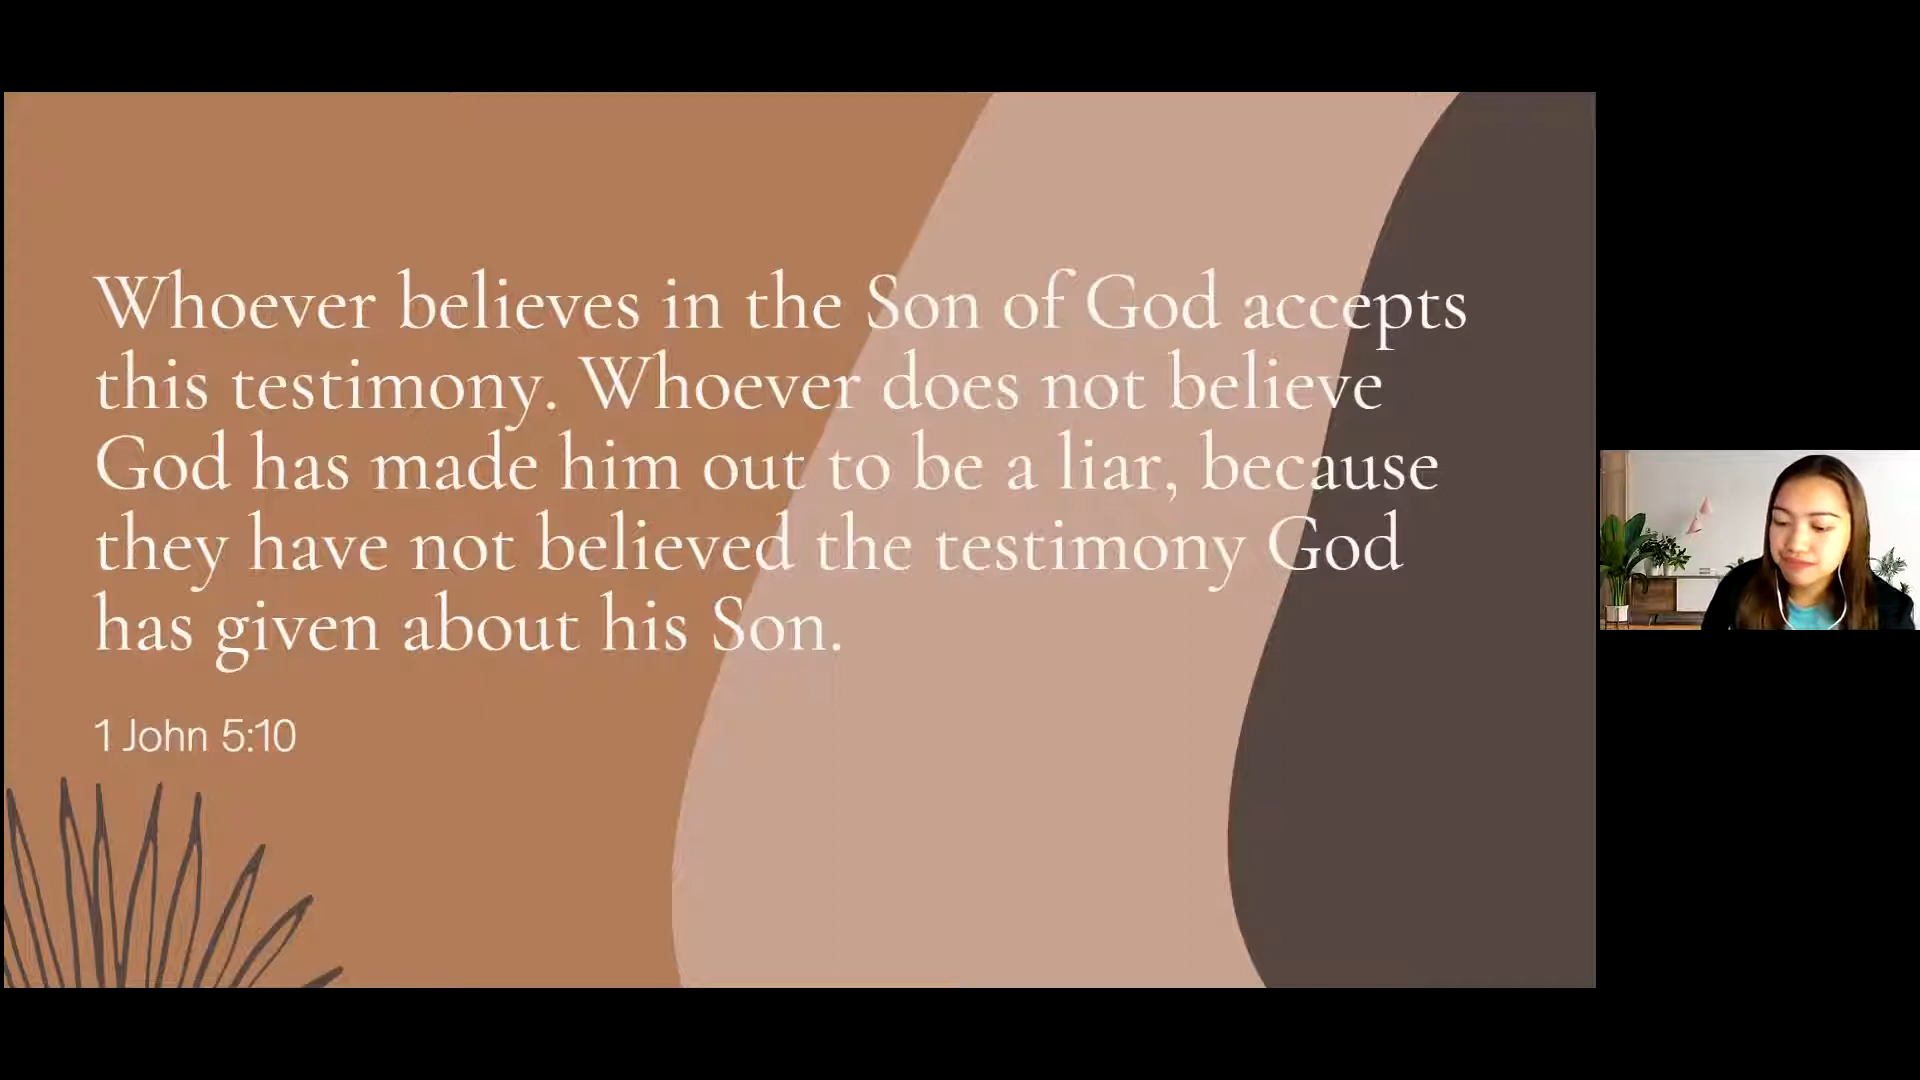 Whoever believes in the Son of God accepts
this testimony. Whoever does not believe
God has made him out to be a liar, because
they have not believed the testimony God
has given about his Son.
1 John 5:10